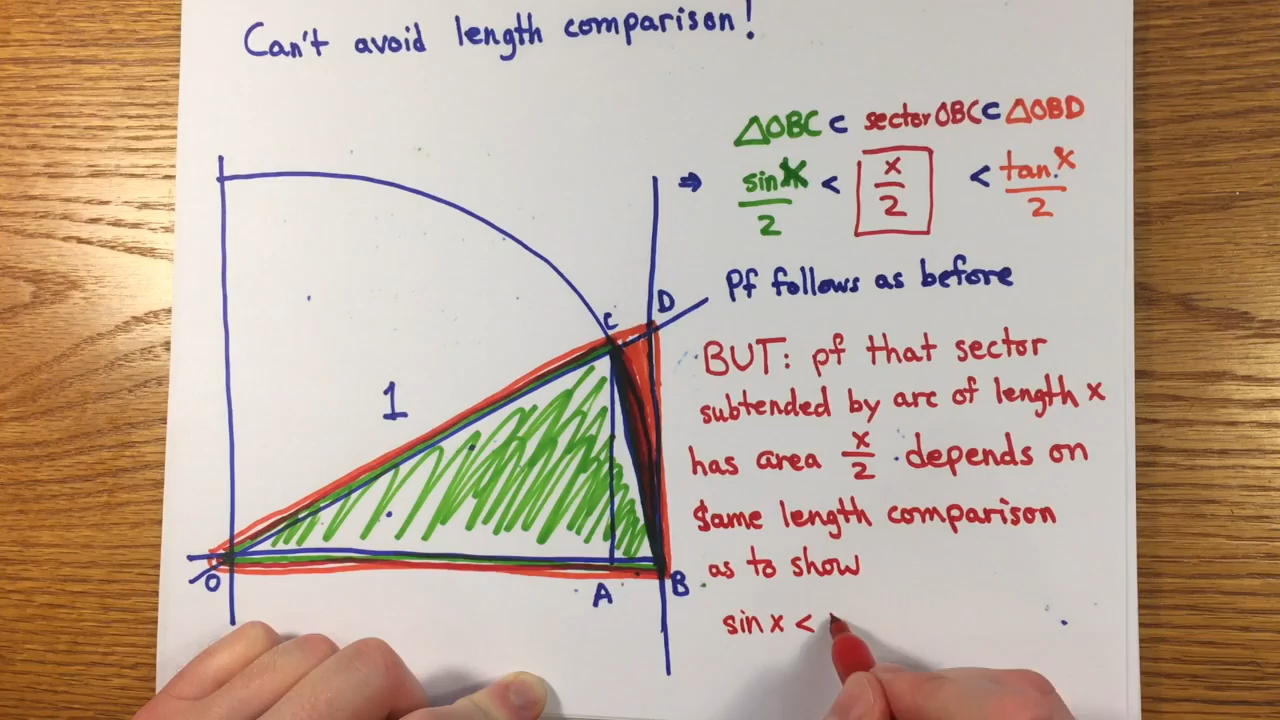 Can't avoid length comparison!
△OBC ⊂ sector OBC ⊂ △OBD
⇒ sin x/2 < x/2 < tan x/2
Pf follows as before
C
D
1
BUT: pf that sector
subtended by arc of length x
has area x/2 depends on
same length comparison
as to show
O
A
B
sin x <